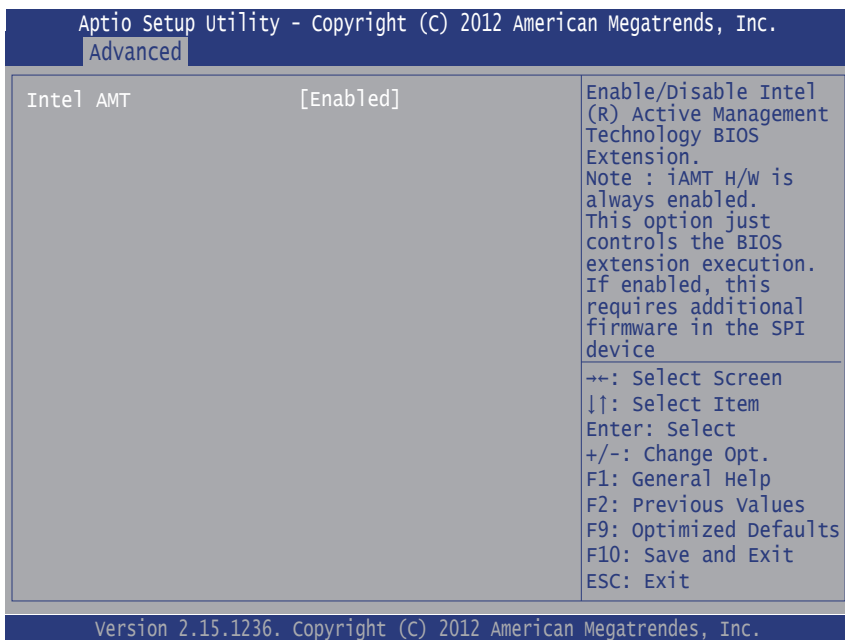 Aptio Setup Utility - Copyright (C) 2012 American Megatrends, Inc.
Advanced
Intel AMT [Enabled]
Enable/Disable Intel
(R) Active Management
Technology BIOS
Extension.
Note : iAMT H/W is
always enabled.
This option just
controls the BIOS
extension execution.
If enabled, this
requires additional
firmware in the SPI
device
→←: Select Screen
↓↑: Select Item
Enter: Select
+/-: Change Opt.
F1: General Help
F2: Previous Values
F9: Optimized Defaults
F10: Save and Exit
ESC: Exit
Version 2.15.1236. Copyright (C) 2012 American Megatrendes, Inc.